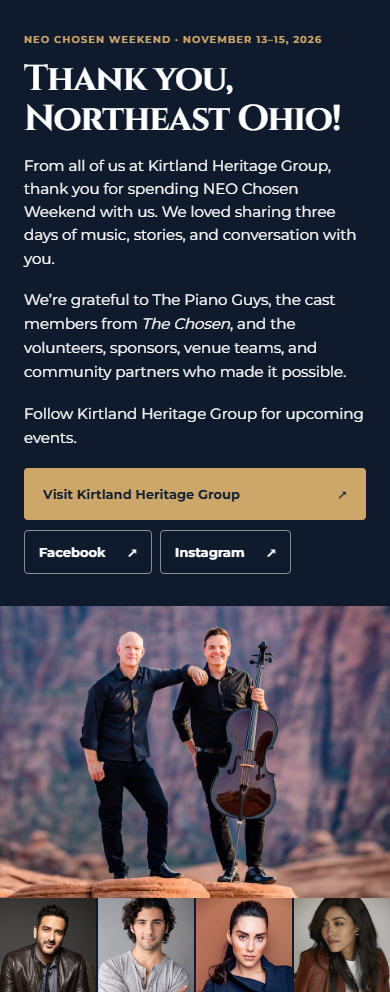 NEO CHOSEN WEEKEND · NOVEMBER 13–15, 2026
THANK YOU,
NORTHEAST OHIO!
From all of us at Kirtland Heritage Group,
thank you for spending NEO Chosen
Weekend with us. We loved sharing three
days of music, stories, and conversation with
you.
We’re grateful to The Piano Guys, the cast
members from The Chosen, and the
volunteers, sponsors, venue teams, and
community partners who made it possible.
Follow Kirtland Heritage Group for upcoming
events.
Visit Kirtland Heritage Group ↗
Facebook ↗ Instagram ↗